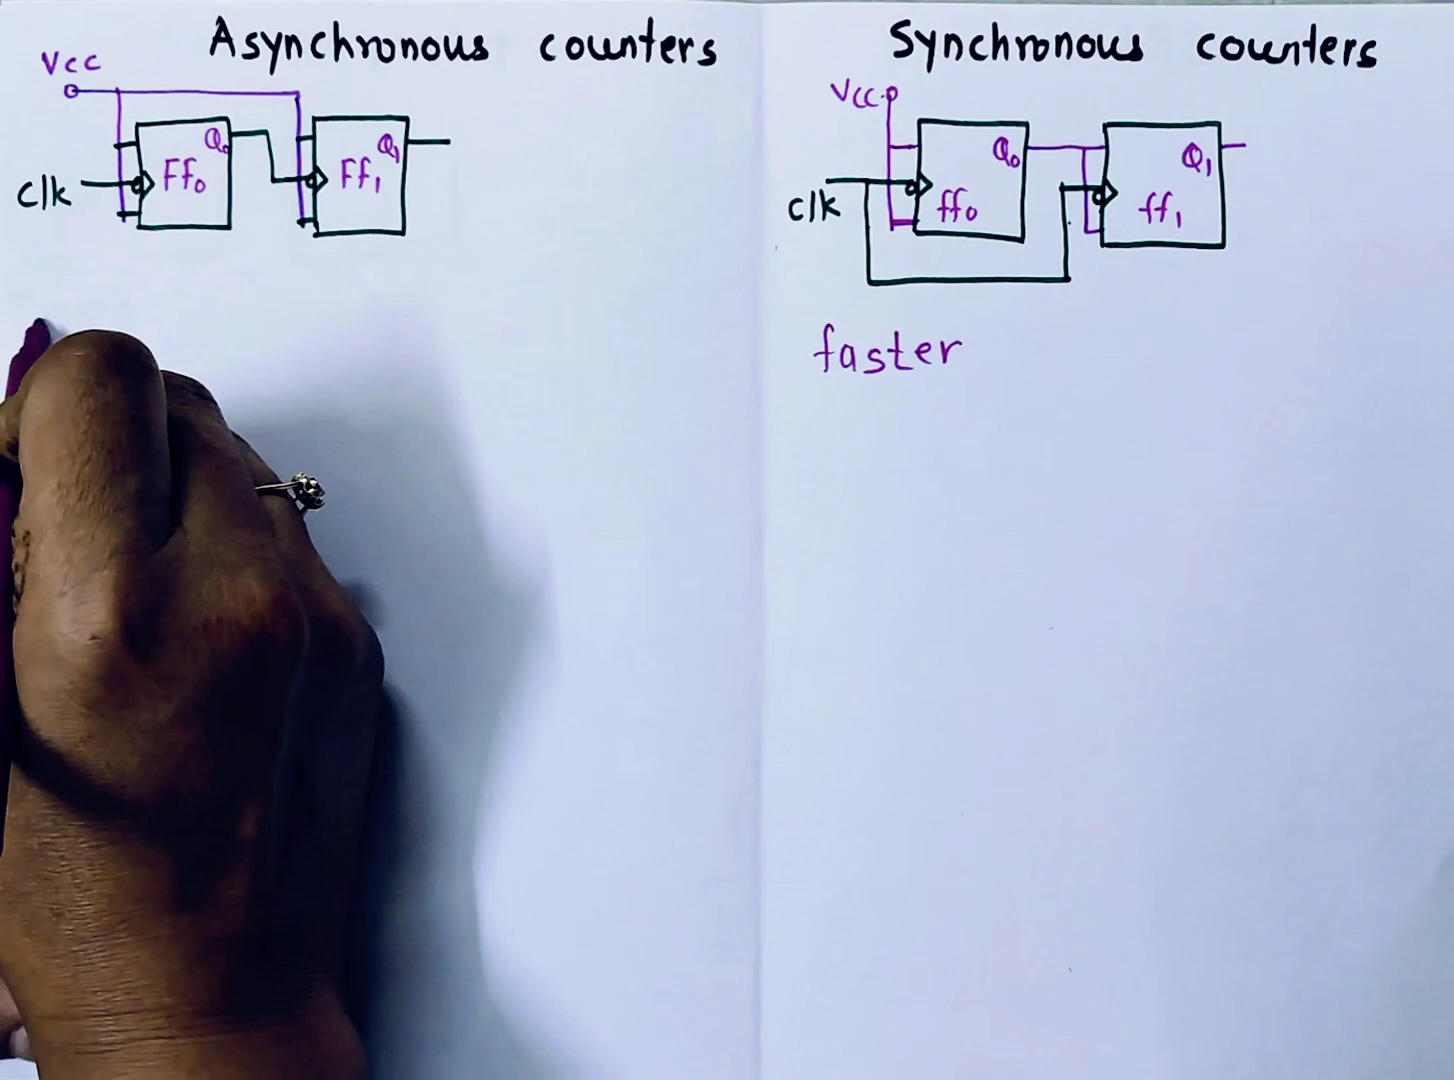 Asynchronous counters
Vcc
Q₀
Ff₀
Q₁
Ff₁
Clk
Synchronous counters
Vcc
Q₀
ff₀
Q₁
ff₁
Clk
faster